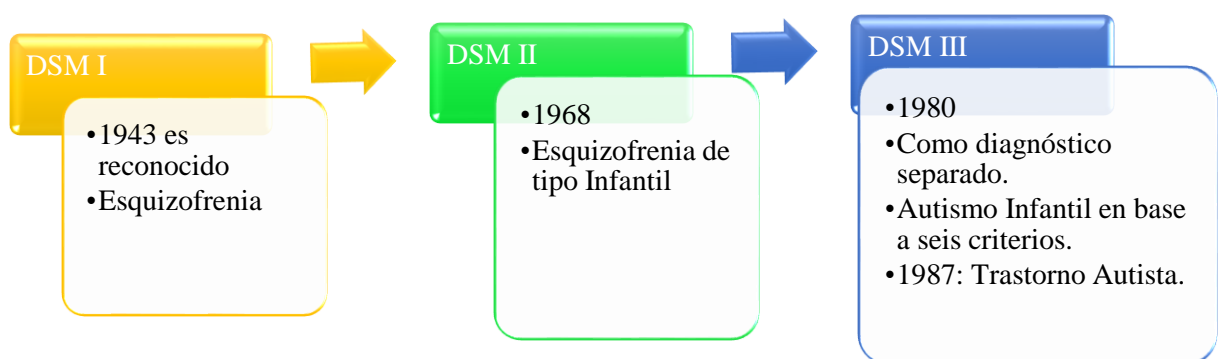 DSM I
•1943 es
reconocido
•Esquizofrenia
DSM II
•1968
•Esquizofrenia de
tipo Infantil
DSM III
•1980
•Como diagnóstico
separado.
•Autismo Infantil en base
a seis criterios.
•1987: Trastorno Autista.